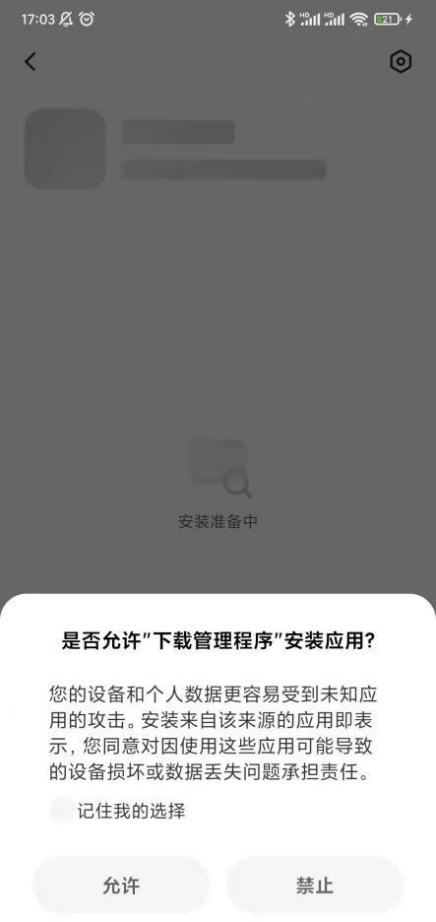 17:03
HD HD 21
安装准备中
是否允许"下载管理程序"安装应用?
您的设备和个人数据更容易受到未知应
用的攻击。安装来自该来源的应用即表
示，您同意对因使用这些应用可能导致
的设备损坏或数据丢失问题承担责任。
记住我的选择
允许 禁止